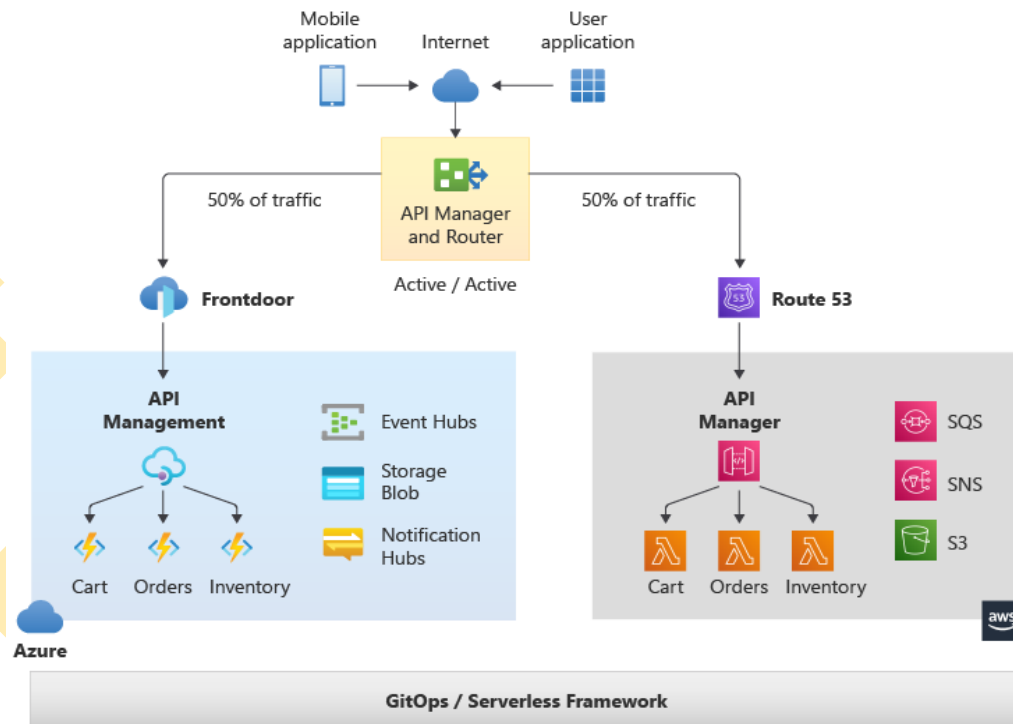 Mobile
application
Internet
User
application
50% of traffic
API Manager
and Router
50% of traffic
Active / Active
Frontdoor
53
Route 53
API
Management
Event Hubs
Storage
Blob
Notification
Hubs
Cart
Orders
Inventory
Azure
API
Manager
</>
SQS
SNS
S3
Cart
Orders
Inventory
aws
GitOps / Serverless Framework